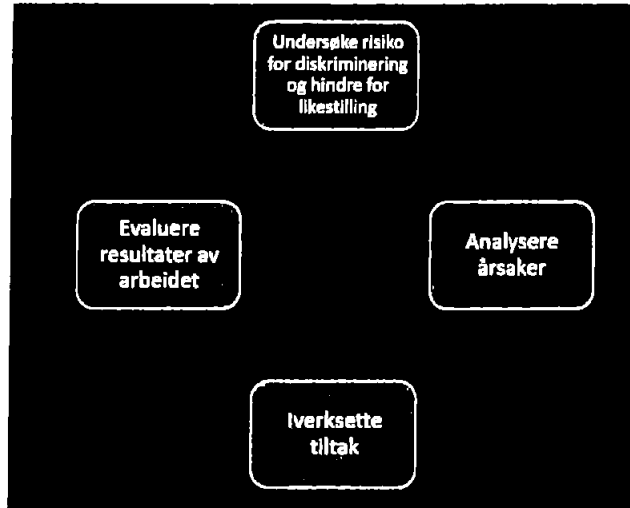 Undersøke risiko
for diskriminering
og hindre for
likestilling
Analysere
årsaker
Iverksette
tiltak
Evaluere
resultater av
arbeidet